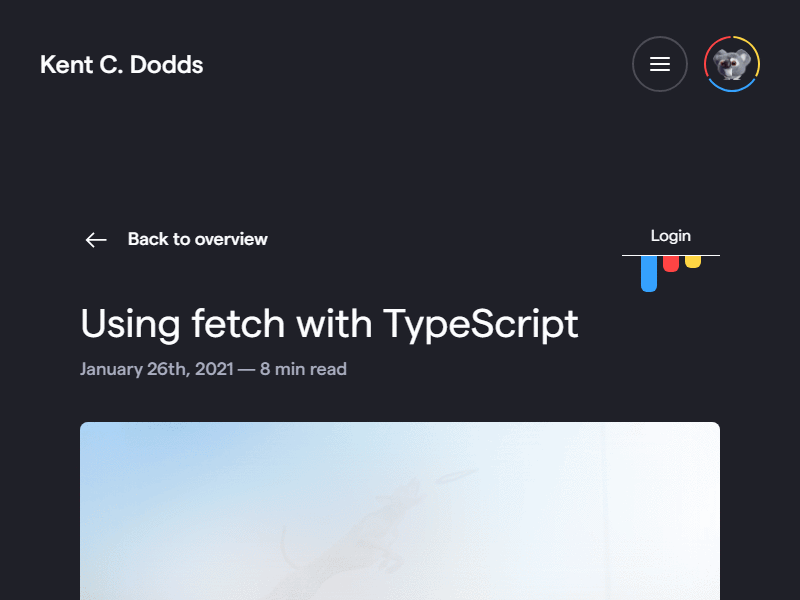 Kent C. Dodds
Back to overview
Login
Using fetch with TypeScript
January 26th, 2021 — 8 min read